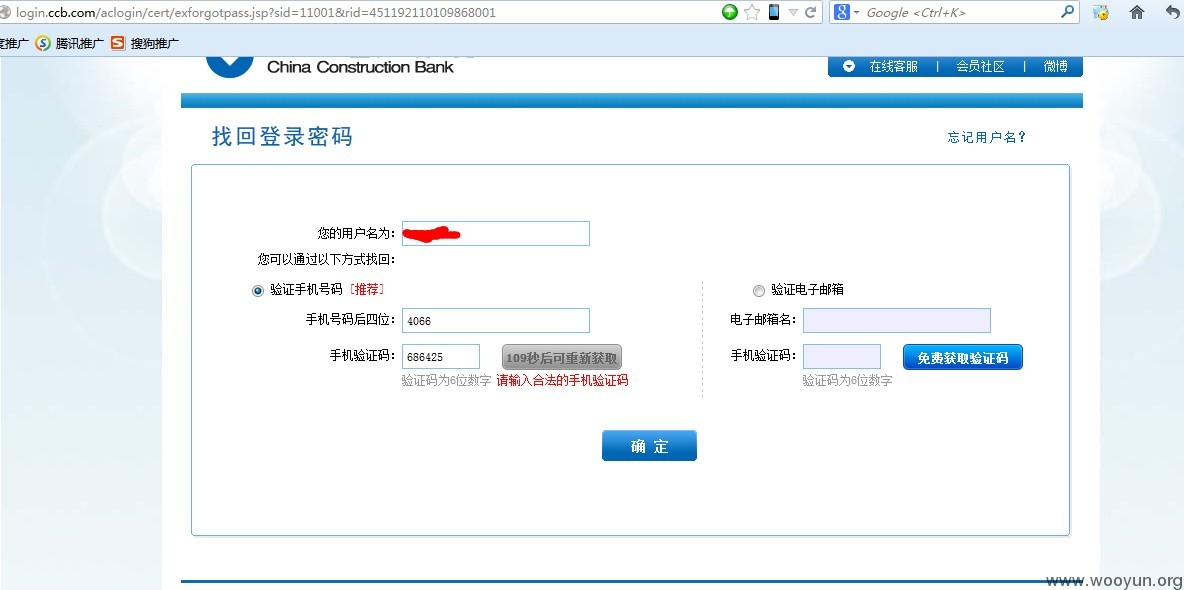 login.ccb.com/aclogin/cert/exforgotpass.jsp?sid=11001&rid=451192110109868001
Google <Ctrl+K>
度推广 腾讯推广 搜狗推广
China Construction Bank
在线客服 | 会员社区 | 微博
找回登录密码
忘记用户名?
您的用户名为:
您可以通过以下方式找回:
验证手机号码 [推荐]
验证电子邮箱
手机号码后四位: 4066
电子邮箱名:
手机验证码: 686425 109秒后可重新获取
手机验证码: 免费获取验证码
验证码为6位数字 请输入合法的手机验证码
验证码为6位数字
确 定
www.wooyun.org